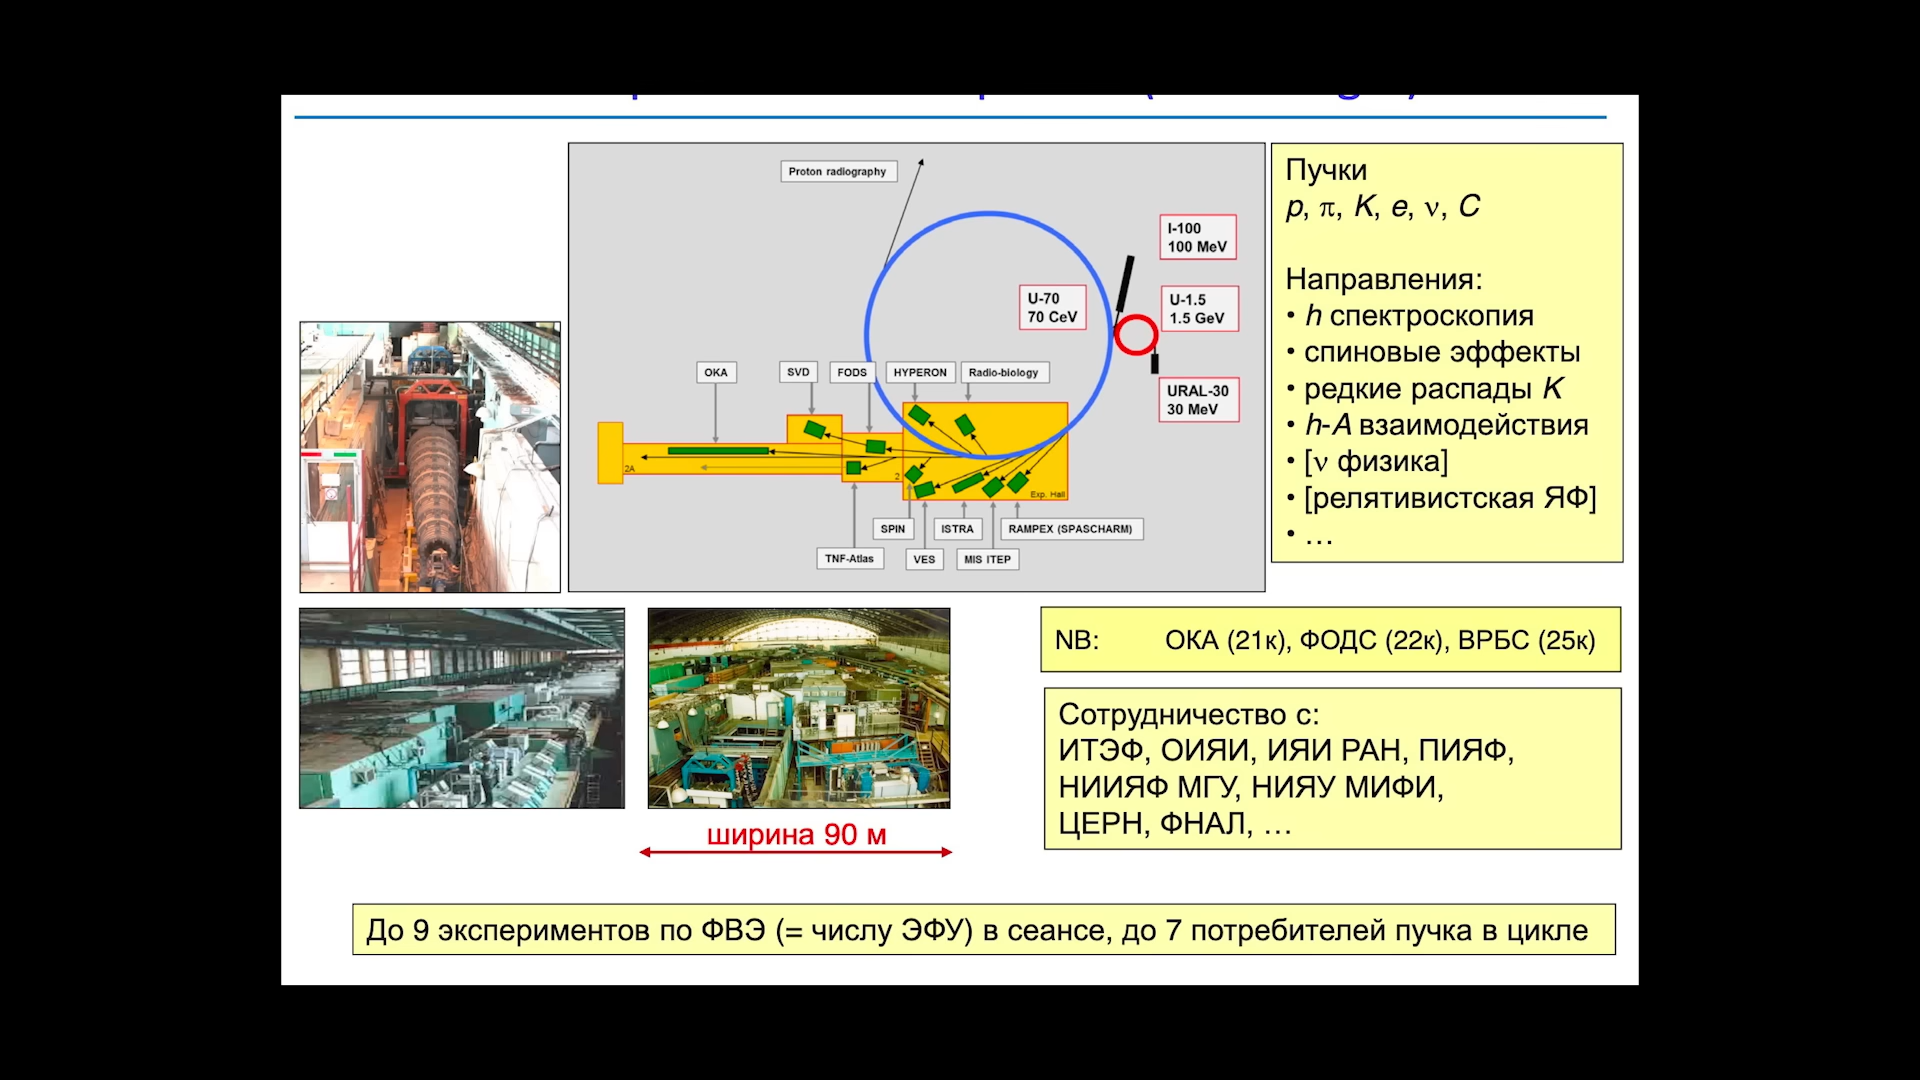 Proton radiography
I-100
100 MeV
U-70
70 CeV
U-1.5
1.5 GeV
URAL-30
30 MeV
OKA
SVD
FODS
HYPERON
Radio-biology
2A
2
Exp. Hall
SPIN
ISTRA
RAMPEX (SPASCHARM)
TNF-Atlas
VES
MIS ITEP
Пучки
p, π, K, e, ν, C
Направления:
• h спектроскопия
• спиновые эффекты
• редкие распады K
• h-A взаимодействия
• [ν физика]
• [релятивистская ЯФ]
• …
NB: ОКА (21к), ФОДС (22к), ВРБС (25к)
Сотрудничество с:
ИТЭФ, ОИЯИ, ИЯИ РАН, ПИЯФ,
НИИЯФ МГУ, НИЯУ МИФИ,
ЦЕРН, ФНАЛ, …
ширина 90 м
До 9 экспериментов по ФВЭ (= числу ЭФУ) в сеансе, до 7 потребителей пучка в цикле